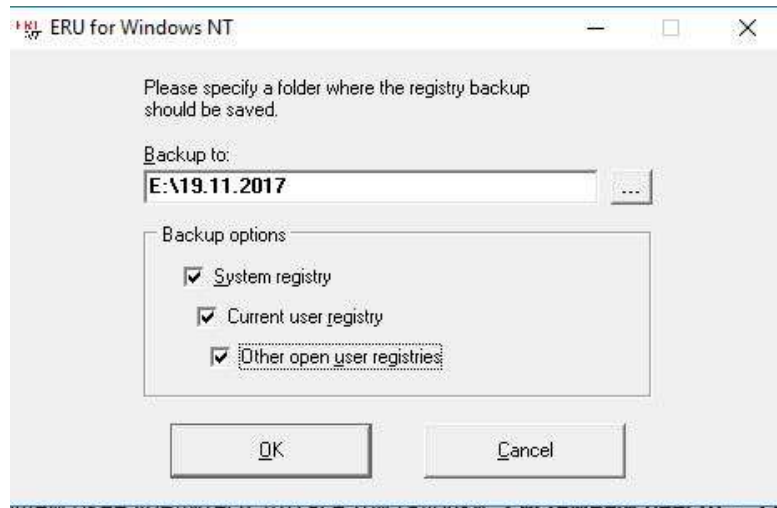 ERU for Windows NT
Please specify a folder where the registry backup
should be saved.
Backup to:
E:\19.11.2017
...
Backup options
System registry
Current user registry
Other open user registries
OK
Cancel